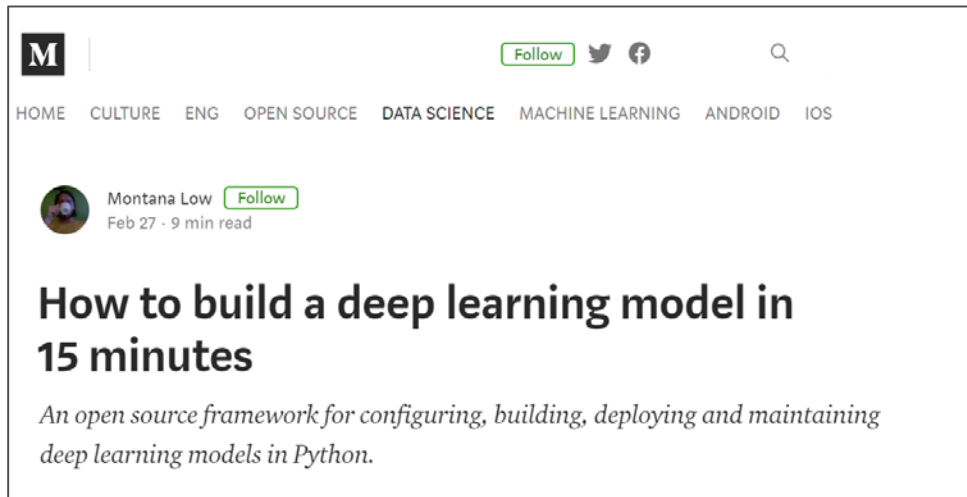 M
Follow
HOME CULTURE ENG OPEN SOURCE DATA SCIENCE MACHINE LEARNING ANDROID IOS
Montana Low Follow
Feb 27 · 9 min read
How to build a deep learning model in
15 minutes
An open source framework for configuring, building, deploying and maintaining
deep learning models in Python.